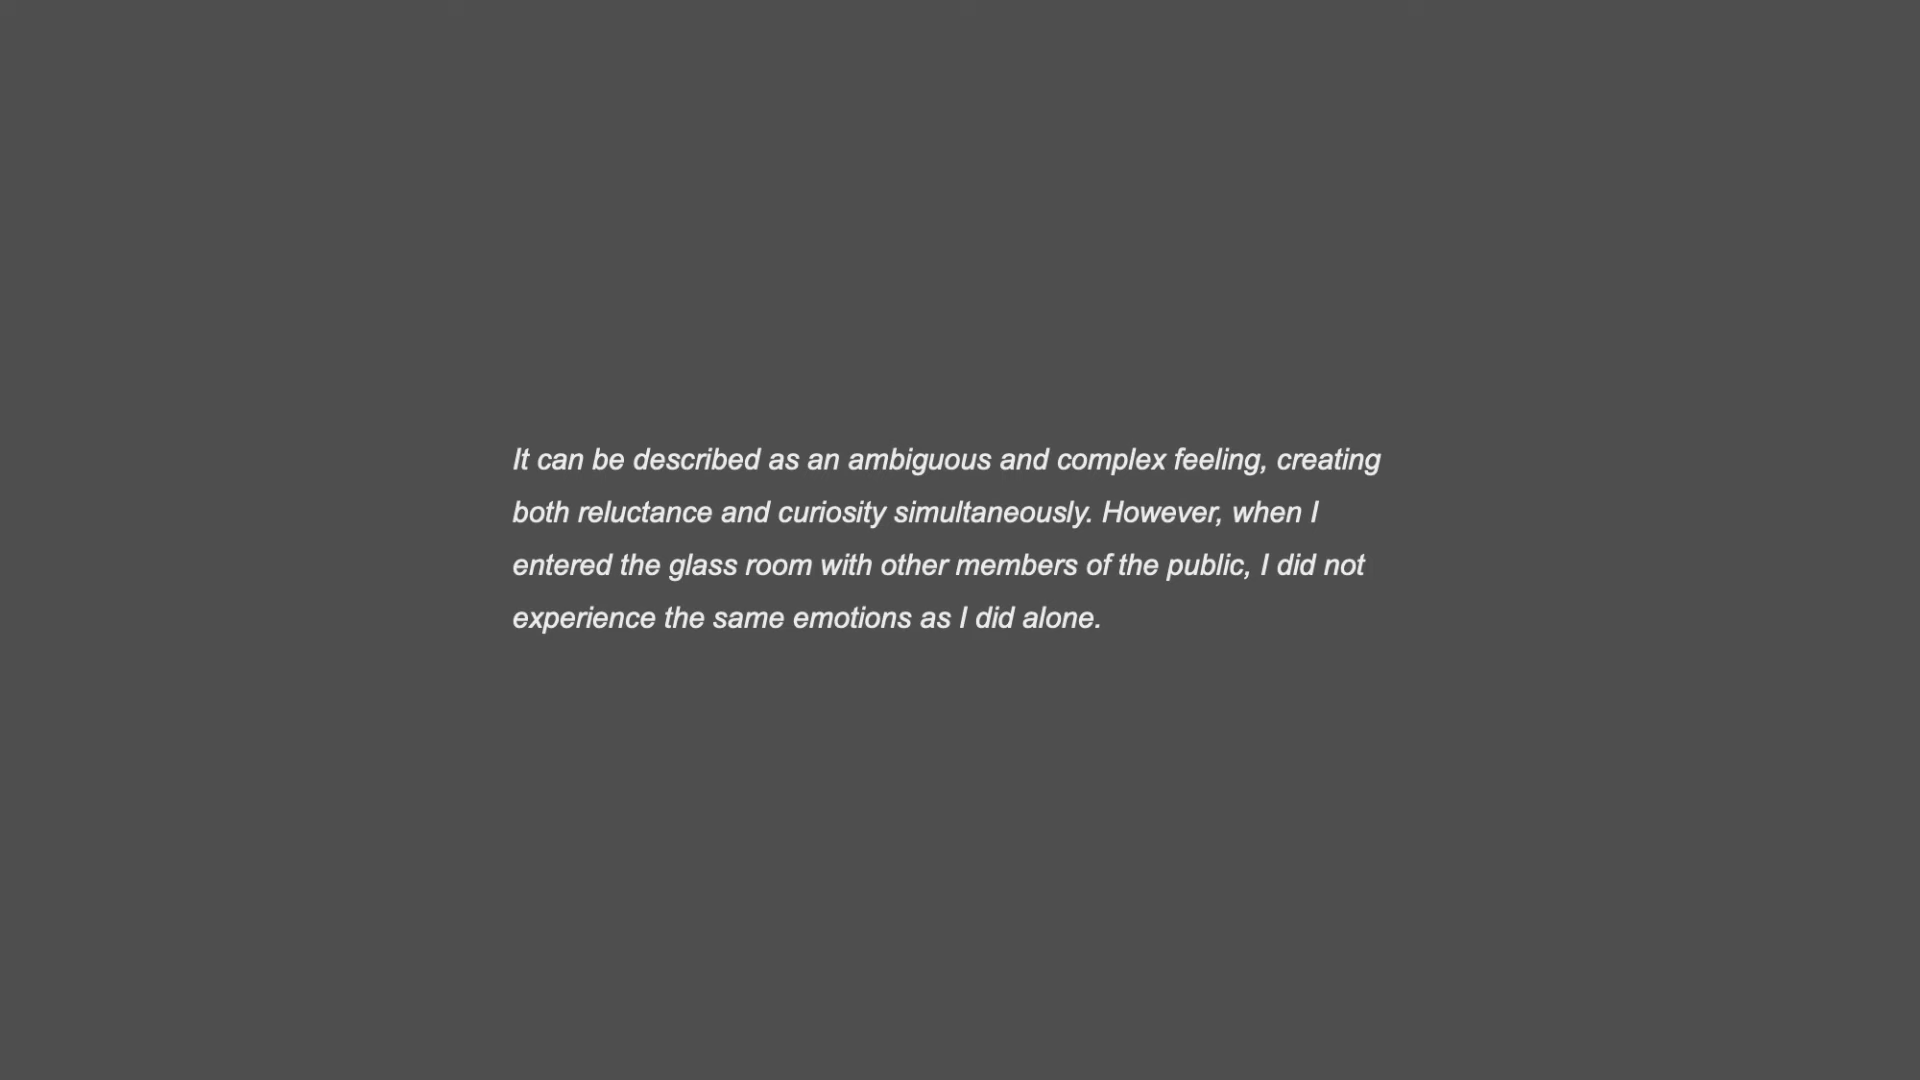 It can be described as an ambiguous and complex feeling, creating
both reluctance and curiosity simultaneously. However, when I
entered the glass room with other members of the public, I did not
experience the same emotions as I did alone.